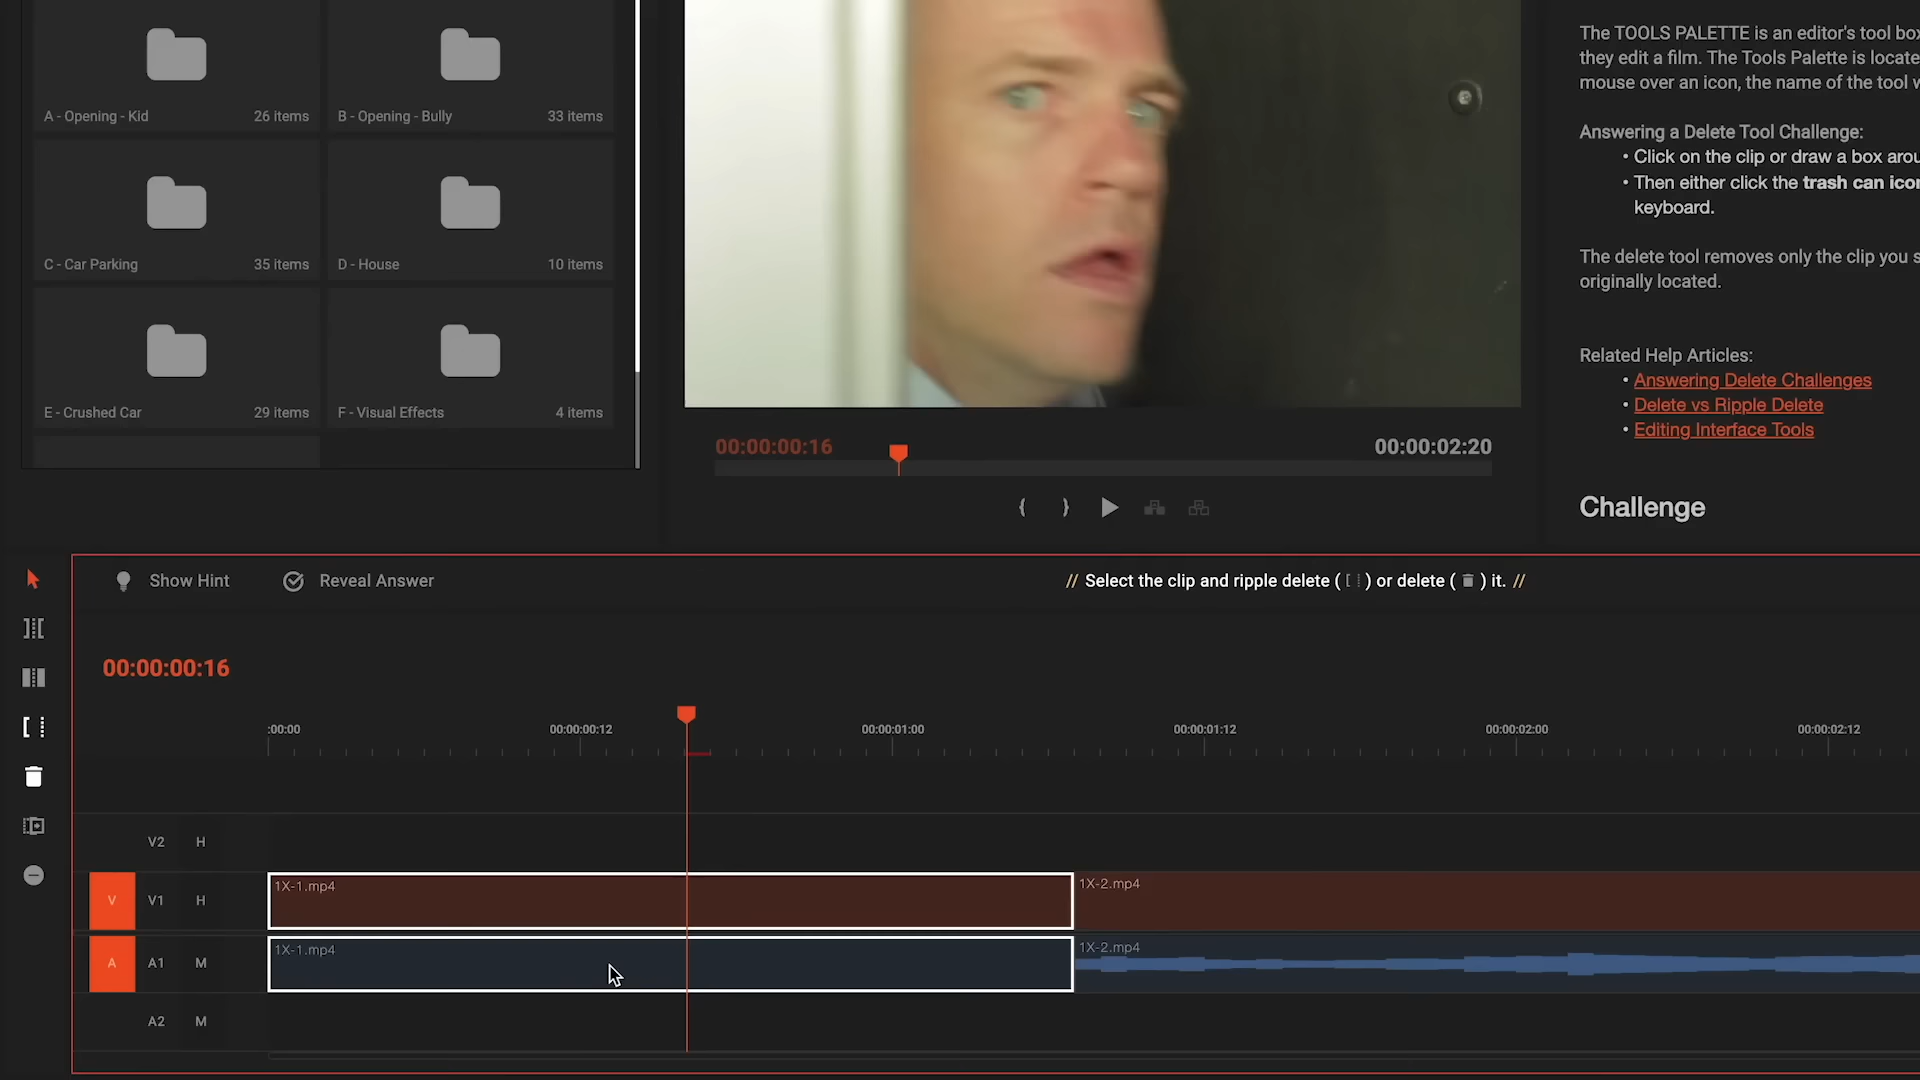 A - Opening - Kid 26 items
B - Opening - Bully 33 items
C - Car Parking 35 items
D - House 10 items
E - Crushed Car 29 items
F - Visual Effects 4 items
00:00:00:16
00:00:02:20
The TOOLS PALETTE is an editor's tool box
they edit a film. The Tools Palette is locate
mouse over an icon, the name of the tool w
Answering a Delete Tool Challenge:
• Click on the clip or draw a box arou
• Then either click the trash can icon
keyboard.
The delete tool removes only the clip you s
originally located.
Related Help Articles:
• Answering Delete Challenges
• Delete vs Ripple Delete
• Editing Interface Tools
Challenge
Show Hint
Reveal Answer
// Select the clip and ripple delete ( ) or delete ( ) it. //
00:00:00:16
:00:00 00:00:00:12 00:00:01:00 00:00:01:12 00:00:02:00 00:00:02:12
V2 H
V V1 H
1X-1.mp4
1X-2.mp4
A A1 M
1X-1.mp4
1X-2.mp4
A2 M